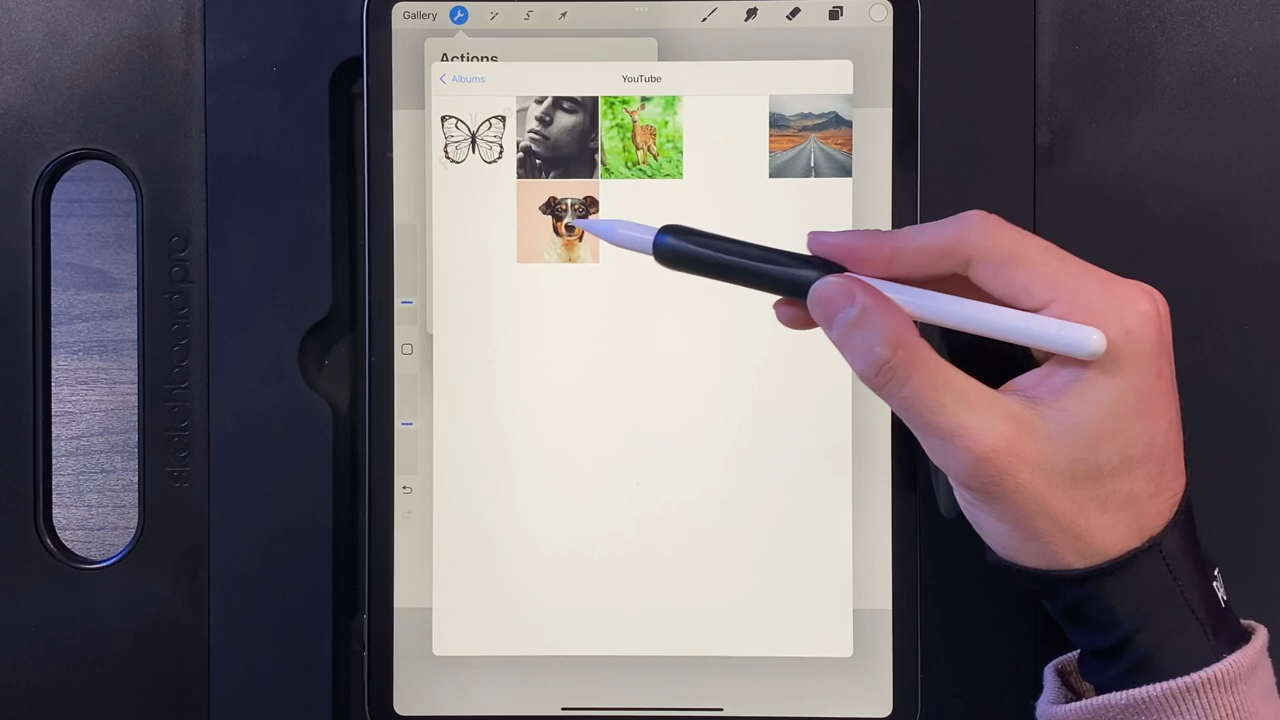 Gallery
Actions
Albums
YouTube
sketchboard pro